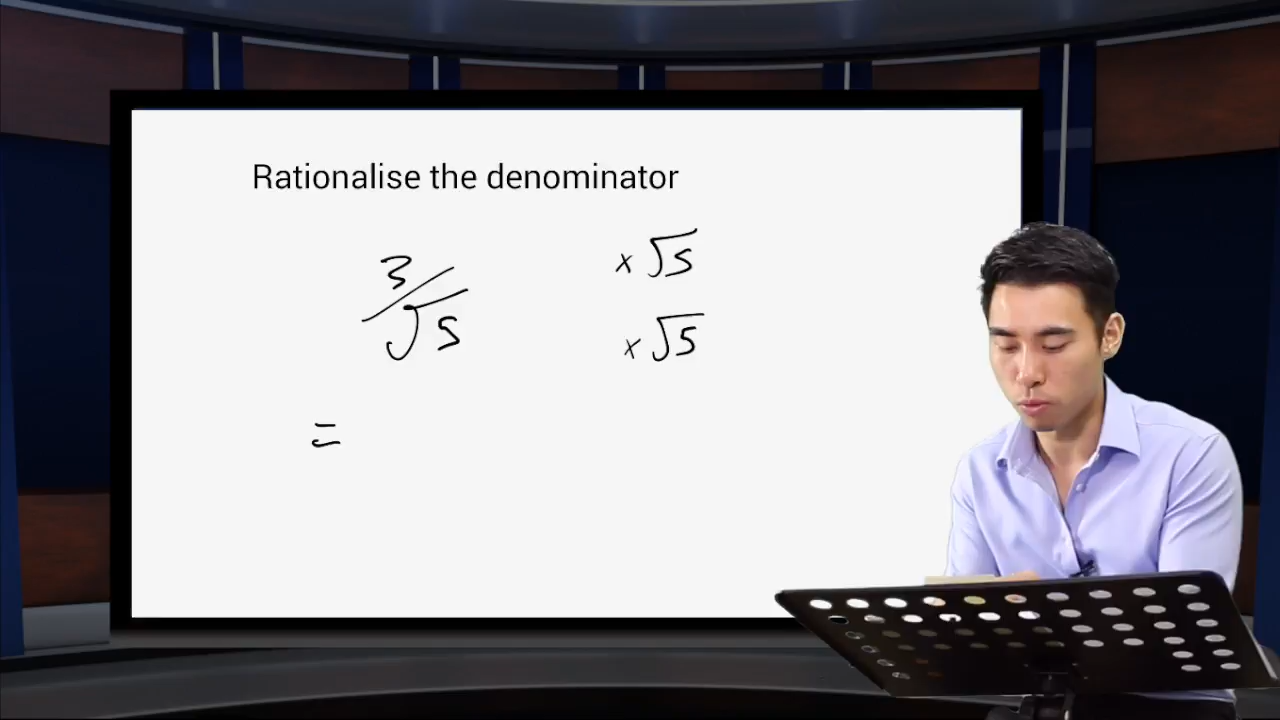 Rationalise the denominator
3/√5
× √5
× √5
=